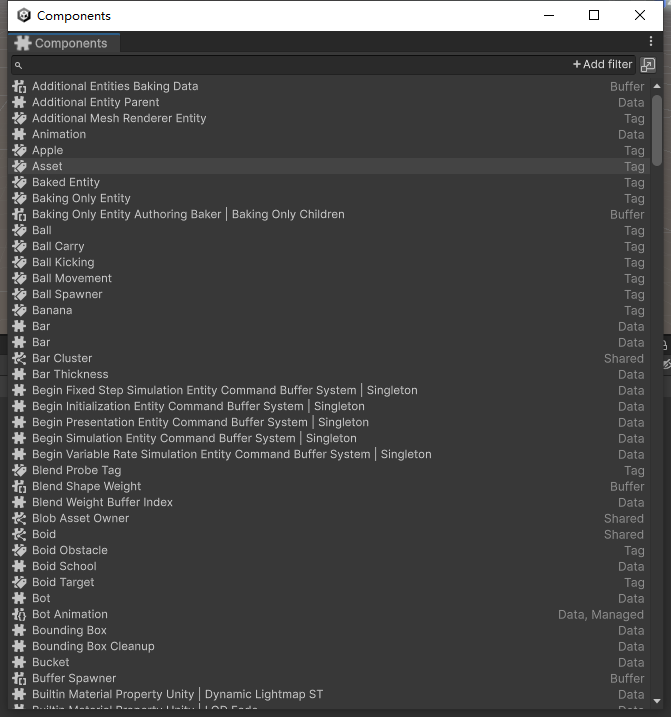 Components
Components
+ Add filter
Additional Entities Baking Data Buffer
Additional Entity Parent Data
Additional Mesh Renderer Entity Tag
Animation Data
Apple Tag
Asset Tag
Baked Entity Tag
Baking Only Entity Tag
Baking Only Entity Authoring Baker | Baking Only Children Buffer
Ball Tag
Ball Carry Tag
Ball Kicking Tag
Ball Movement Tag
Ball Spawner Tag
Banana Tag
Bar Data
Bar Data
Bar Cluster Shared
Bar Thickness Data
Begin Fixed Step Simulation Entity Command Buffer System | Singleton Data
Begin Initialization Entity Command Buffer System | Singleton Data
Begin Presentation Entity Command Buffer System | Singleton Data
Begin Simulation Entity Command Buffer System | Singleton Data
Begin Variable Rate Simulation Entity Command Buffer System | Singleton Data
Blend Probe Tag Tag
Blend Shape Weight Buffer
Blend Weight Buffer Index Data
Blob Asset Owner Shared
Boid Shared
Boid Obstacle Tag
Boid School Data
Boid Target Tag
Bot Data
Bot Animation Data, Managed
Bounding Box Data
Bounding Box Cleanup Data
Bucket Data
Buffer Spawner Buffer
Builtin Material Property Unity | Dynamic Lightmap ST Data
Builtin Material Property Unity | LOD Fade Data